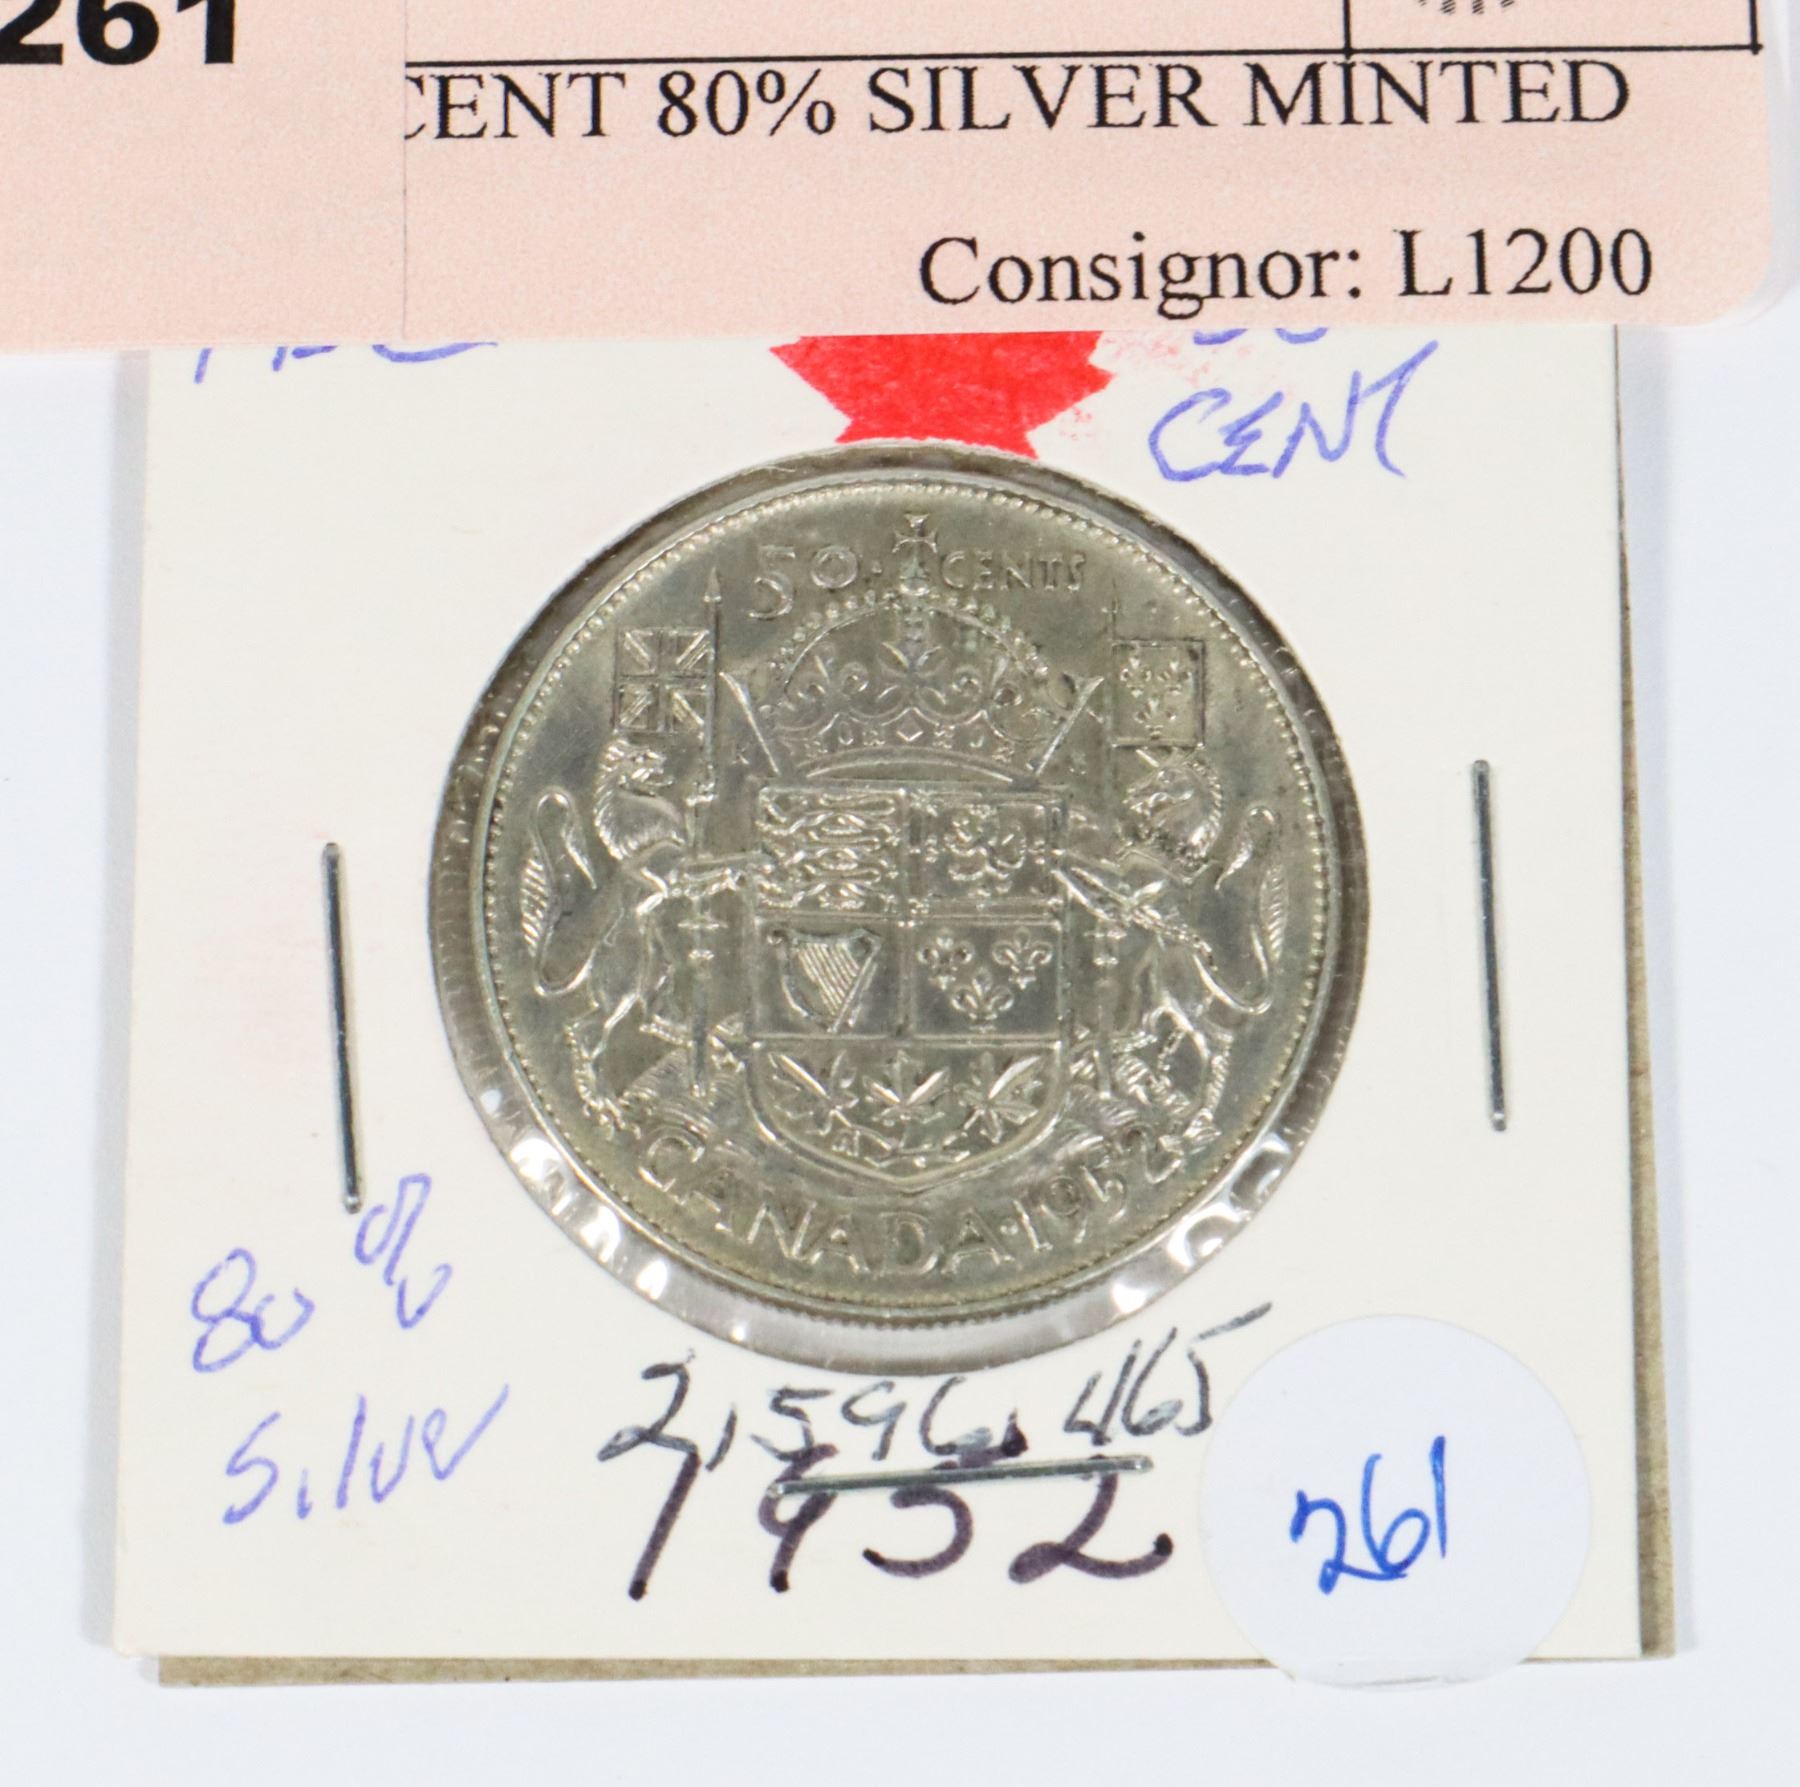 261
CENT 80% SILVER MINTED
Consignor: L1200
CENT
50 CENTS
CANADA·1952
80%
Silver
2,596,465
1952
261